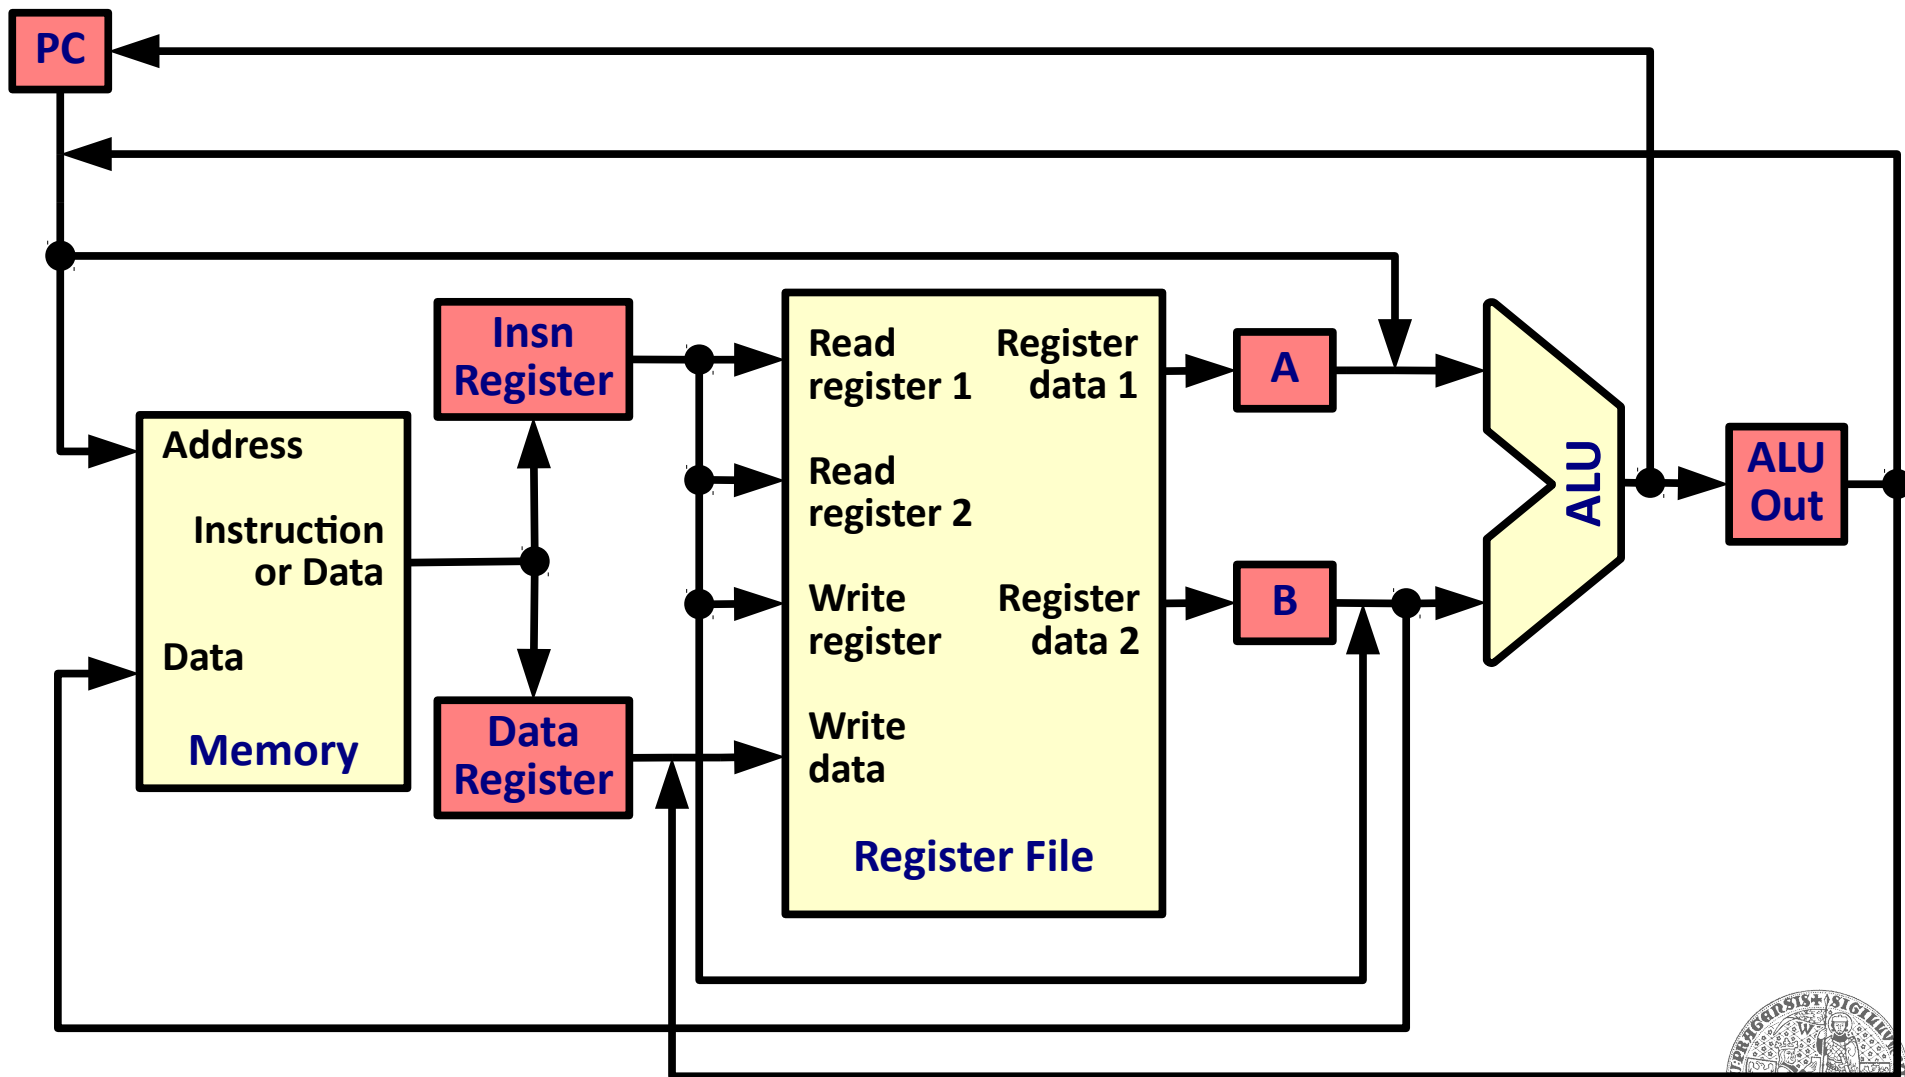 PC
Insn
Register
Address
Instruction
or Data
Data
Memory
Data
Register
Read
register 1
Register
data 1
Read
register 2
Write
register
Register
data 2
Write
data
Register File
A
B
ALU
ALU
Out